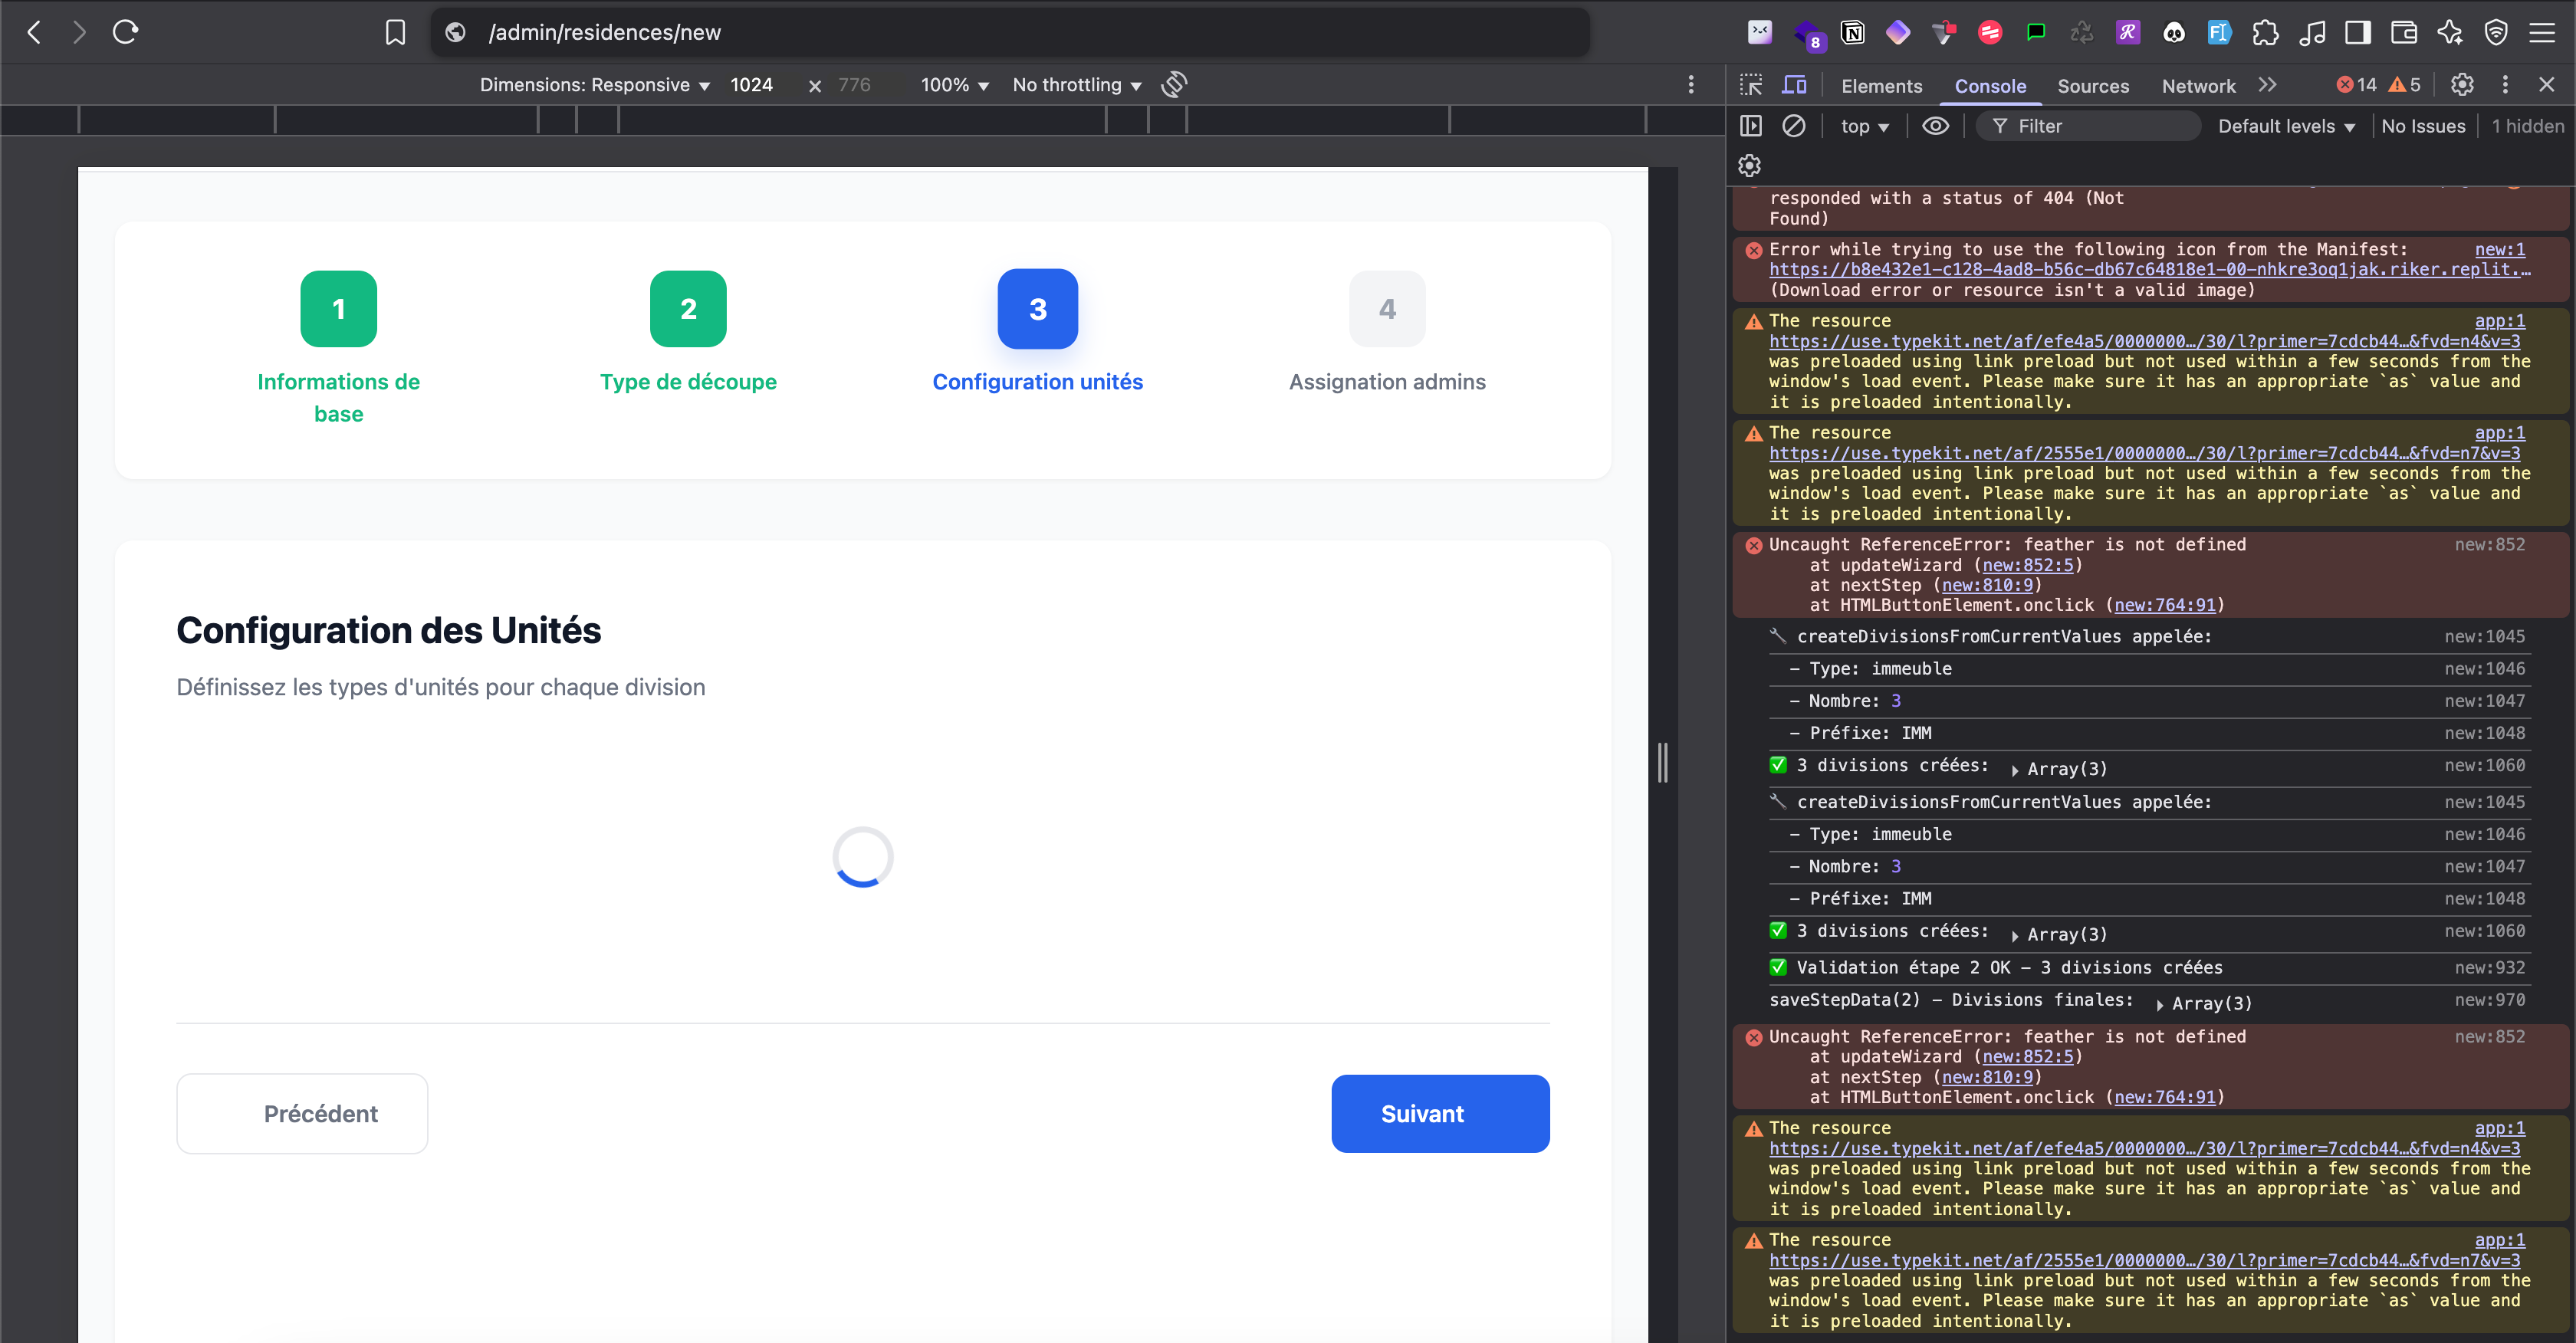 /admin/residences/new
8
Dimensions: Responsive ▼ 1024 × 776 100% ▼ No throttling ▼
Elements Console Sources Network 14 5
top ▼ Filter Default levels ▼ No Issues 1 hidden
1
2
3
4
Informations de
base
Type de découpe
Configuration unités
Assignation admins
Configuration des Unités
Définissez les types d'unités pour chaque division
Précédent
Suivant
responded with a status of 404 (Not
Found)
Error while trying to use the following icon from the Manifest: new:1
https://b8e432e1-c128-4ad8-b56c-db67c64818e1-00-nhkre3oq1jak.riker.replit.…
(Download error or resource isn't a valid image)
The resource app:1
https://use.typekit.net/af/efe4a5/0000000…/30/l?primer=7cdcb44…&fvd=n4&v=3
was preloaded using link preload but not used within a few seconds from the
window's load event. Please make sure it has an appropriate `as` value and
it is preloaded intentionally.
The resource app:1
https://use.typekit.net/af/2555e1/0000000…/30/l?primer=7cdcb44…&fvd=n7&v=3
was preloaded using link preload but not used within a few seconds from the
window's load event. Please make sure it has an appropriate `as` value and
it is preloaded intentionally.
Uncaught ReferenceError: feather is not defined new:852
at updateWizard (new:852:5)
at nextStep (new:810:9)
at HTMLButtonElement.onclick (new:764:91)
🔧 createDivisionsFromCurrentValues appelée: new:1045
- Type: immeuble new:1046
- Nombre: 3 new:1047
- Préfixe: IMM new:1048
✅ 3 divisions créées: ▶ Array(3) new:1060
🔧 createDivisionsFromCurrentValues appelée: new:1045
- Type: immeuble new:1046
- Nombre: 3 new:1047
- Préfixe: IMM new:1048
✅ 3 divisions créées: ▶ Array(3) new:1060
✅ Validation étape 2 OK - 3 divisions créées new:932
saveStepData(2) - Divisions finales: ▶ Array(3) new:970
Uncaught ReferenceError: feather is not defined new:852
at updateWizard (new:852:5)
at nextStep (new:810:9)
at HTMLButtonElement.onclick (new:764:91)
The resource app:1
https://use.typekit.net/af/efe4a5/0000000…/30/l?primer=7cdcb44…&fvd=n4&v=3
was preloaded using link preload but not used within a few seconds from the
window's load event. Please make sure it has an appropriate `as` value and
it is preloaded intentionally.
The resource app:1
https://use.typekit.net/af/2555e1/0000000…/30/l?primer=7cdcb44…&fvd=n7&v=3
was preloaded using link preload but not used within a few seconds from the
window's load event. Please make sure it has an appropriate `as` value and
it is preloaded intentionally.